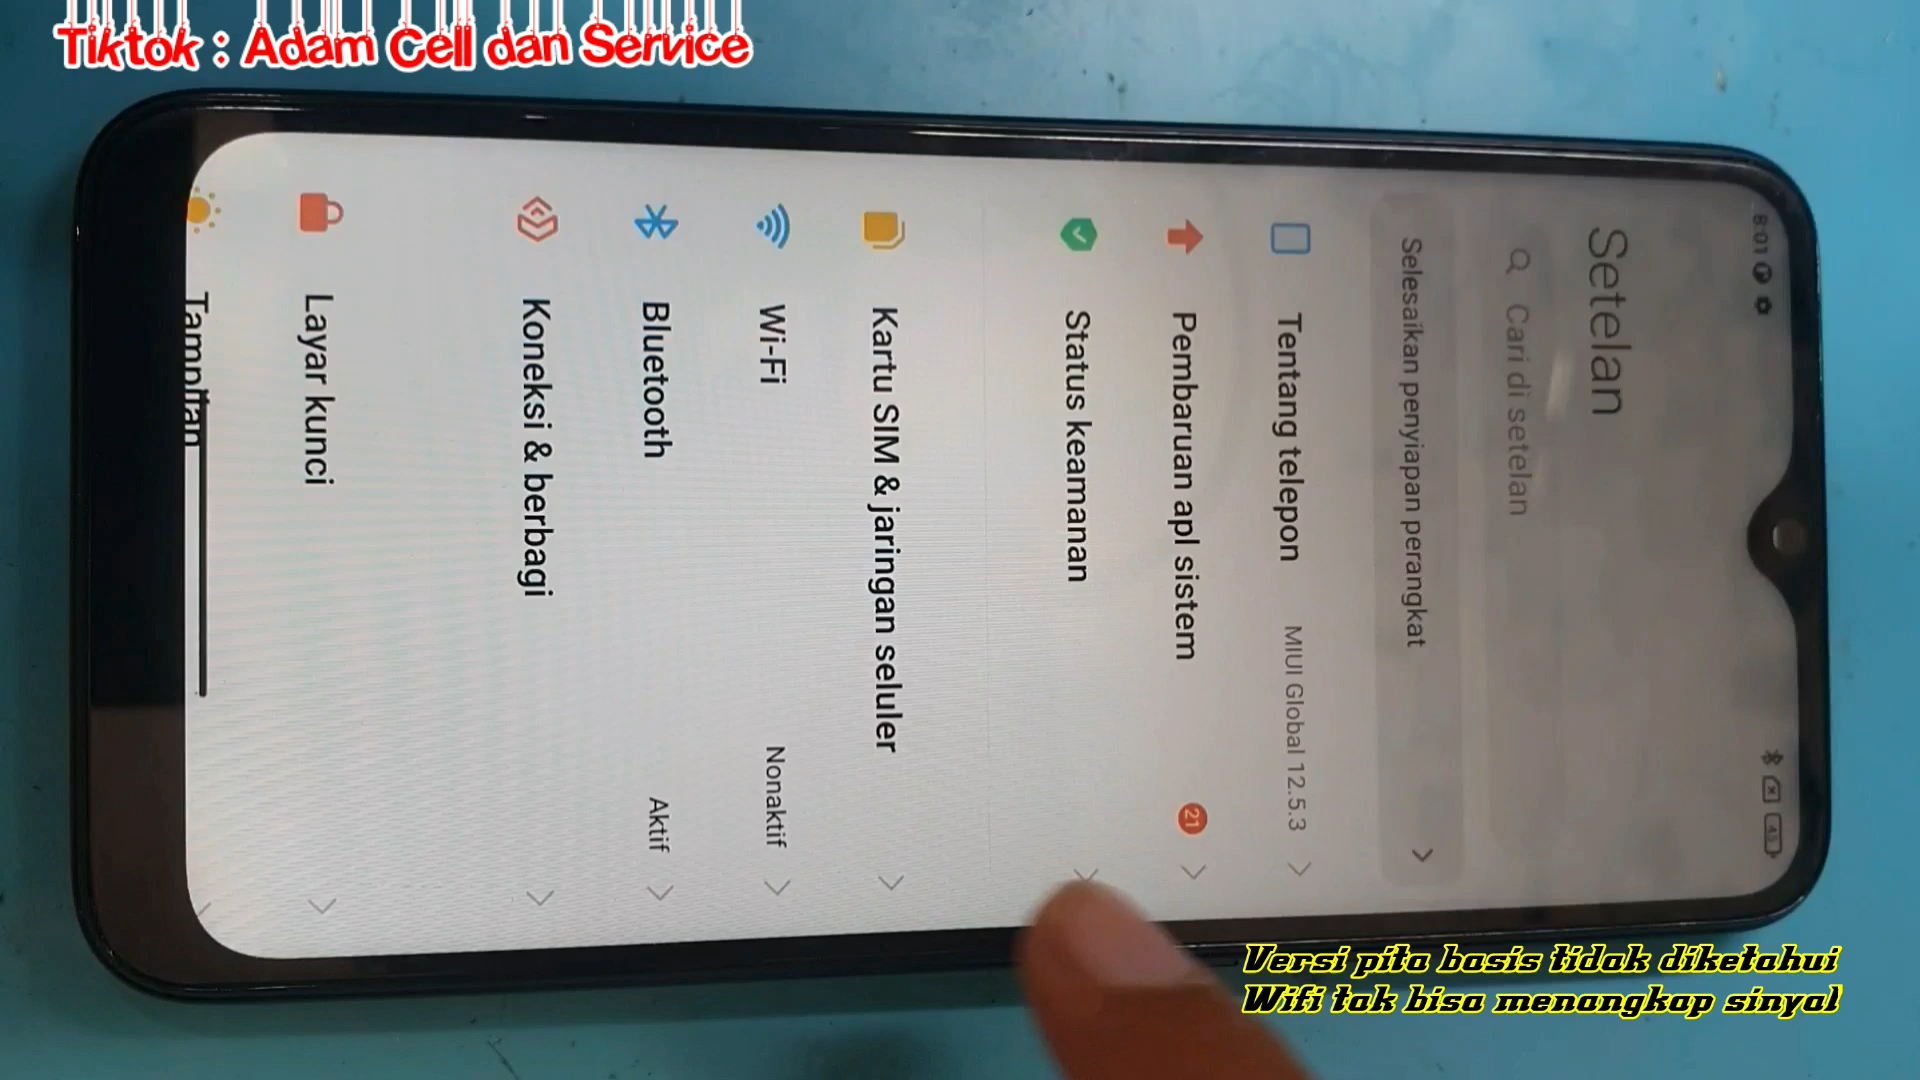 Tiktok : Adam Cell dan Service
8:01
Setelan
Cari di setelan
Selesaikan penyiapan perangkat
Tentang telepon MIUI Global 12.5.3
Pembaruan apl sistem 21
Status keamanan
Kartu SIM & jaringan seluler
Wi-Fi Nonaktif
Bluetooth Aktif
Koneksi & berbagi
Layar kunci
Tampilan
Versi pita basis tidak diketahui
Wifi tak bisa menangkap sinyal